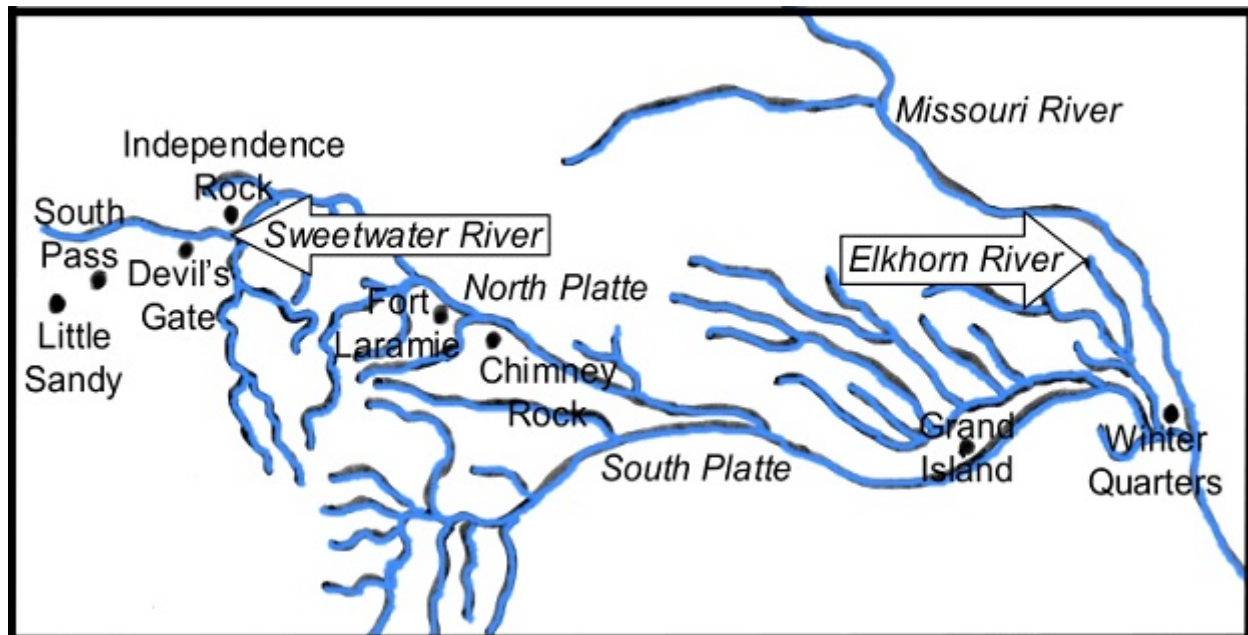 Missouri River
Independence
Rock
South
Pass
Sweetwater River
Elkhorn River
Devil's
Gate
North Platte
Fort
Laramie
Little
Sandy
Chimney
Rock
Grand
Island
South Platte
Winter
Quarters